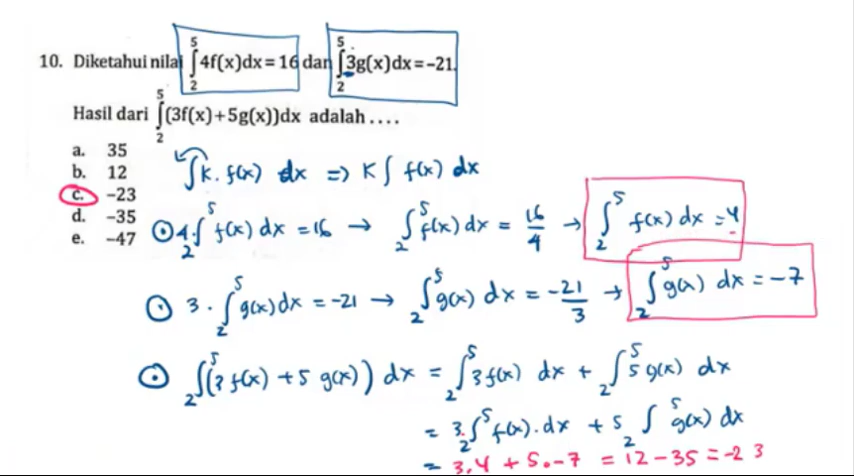 10. Diketahui nilai ∫₂⁵ 4f(x)dx = 16 dan ∫₂⁵ 3g(x)dx = -21.
Hasil dari ∫₂⁵ (3f(x)+5g(x))dx adalah ....
a. 35
b. 12
c. -23
d. -35
e. -47
∫k. f(x) dx => K∫ f(x) dx
4.∫₂⁵ f(x) dx = 16 → ∫₂⁵ f(x) dx = 16/4 → ∫₂⁵ f(x) dx = 4
3 . ∫₂⁵ g(x) dx = -21 → ∫₂⁵ g(x) dx = -21/3 → ∫₂⁵ g(x) dx = -7
∫₂⁵ (3 f(x) + 5 g(x)) dx = ∫₂⁵ 3 f(x) dx + ∫₂⁵ 5 g(x) dx
= 3.∫₂⁵ f(x).dx + 5 ∫₂⁵ g(x) dx
= 3.4 + 5.-7 = 12-35 = -23